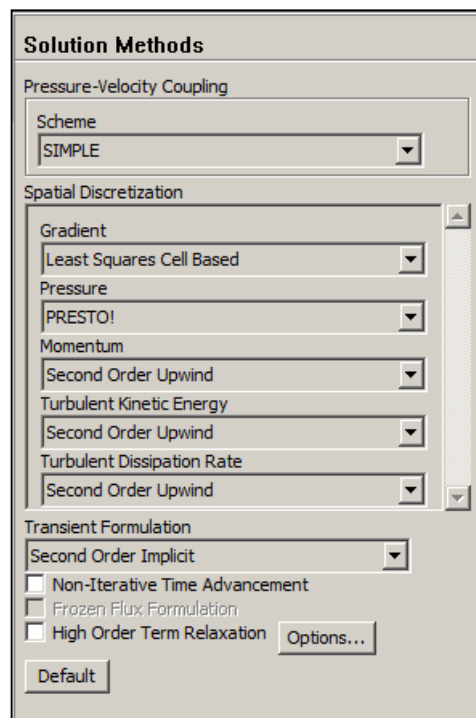 Solution Methods
Pressure-Velocity Coupling
Scheme
SIMPLE
Spatial Discretization
Gradient
Least Squares Cell Based
Pressure
PRESTO!
Momentum
Second Order Upwind
Turbulent Kinetic Energy
Second Order Upwind
Turbulent Dissipation Rate
Second Order Upwind
Transient Formulation
Second Order Implicit
Non-Iterative Time Advancement
Frozen Flux Formulation
High Order Term Relaxation Options...
Default